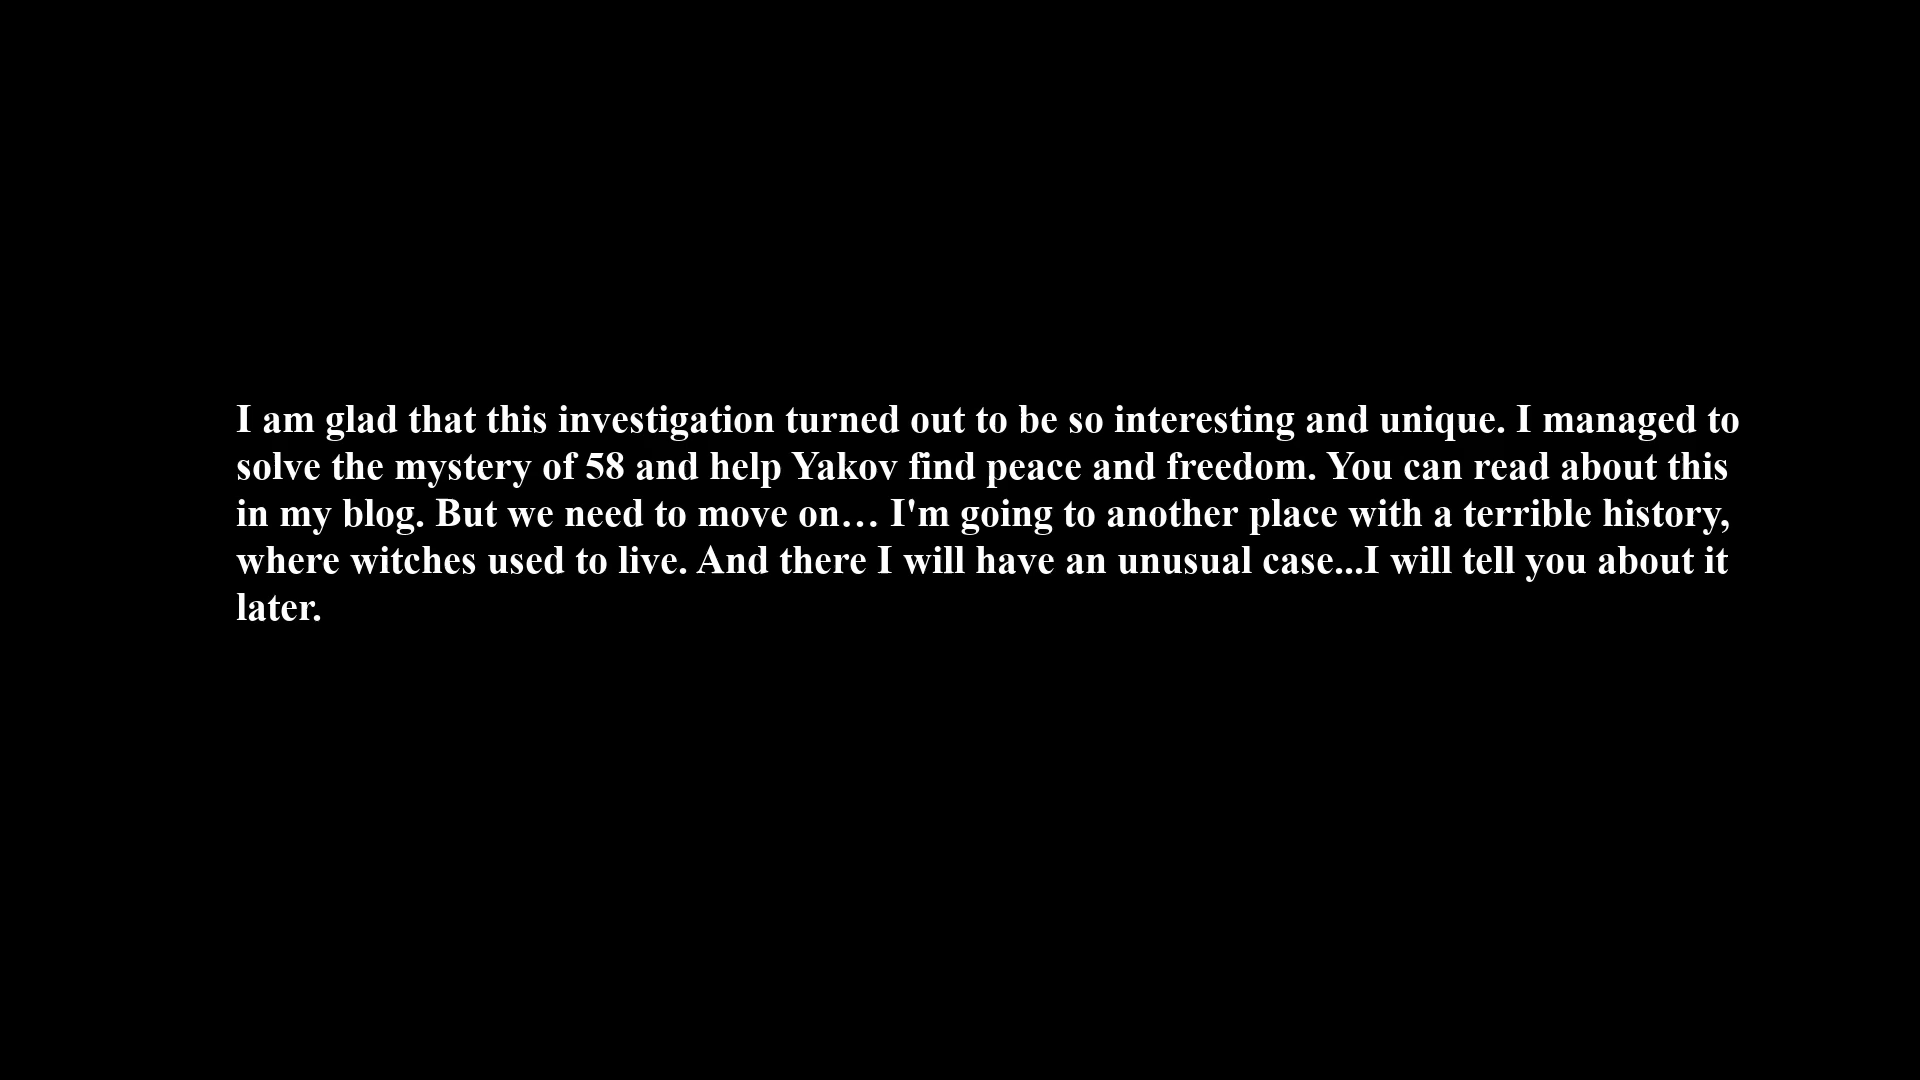 I am glad that this investigation turned out to be so interesting and unique. I managed to
solve the mystery of 58 and help Yakov find peace and freedom. You can read about this
in my blog. But we need to move on… I'm going to another place with a terrible history,
where witches used to live. And there I will have an unusual case...I will tell you about it
later.